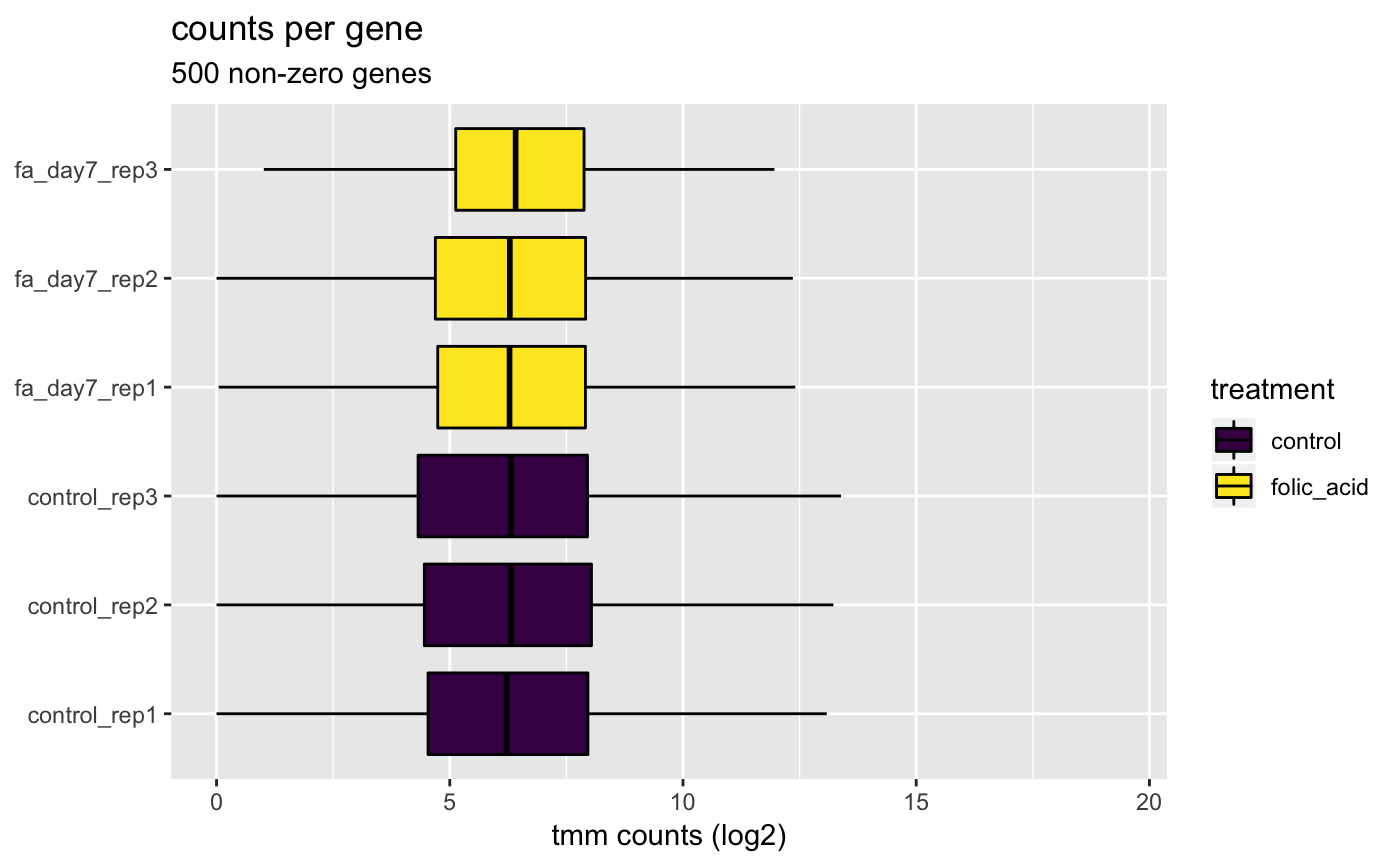 counts per gene
500 non-zero genes
fa_day7_rep3
fa_day7_rep2
fa_day7_rep1
control_rep3
control_rep2
control_rep1
0 5 10 15 20
tmm counts (log2)
treatment
control
folic_acid